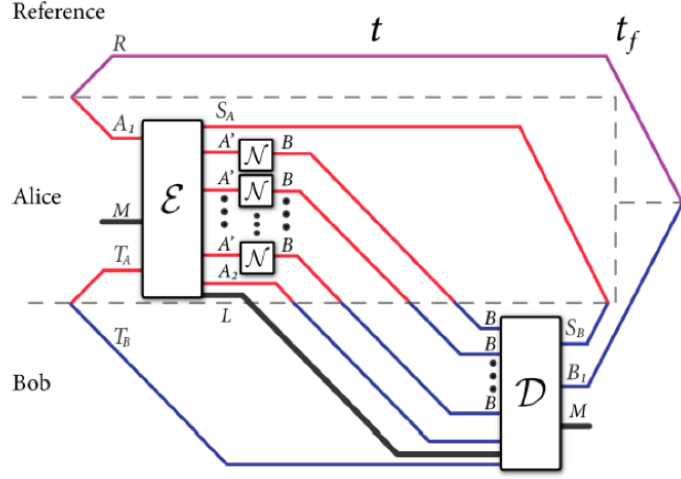 Reference
R
t
t_f
A_1
S_A
A' N B
Alice
E
A' N B
M
T_A
A' N B
A_2
L
T_B
B
B
B
Bob
D
S_B
B_1
M